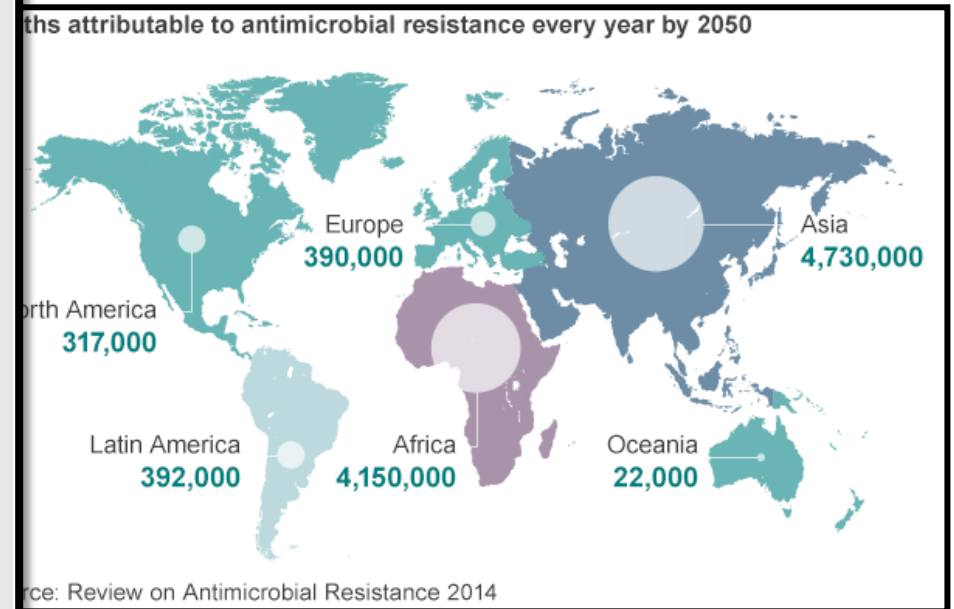 ths attributable to antimicrobial resistance every year by 2050
Europe
390,000
Asia
4,730,000
orth America
317,000
Latin America
392,000
Africa
4,150,000
Oceania
22,000
rce: Review on Antimicrobial Resistance 2014